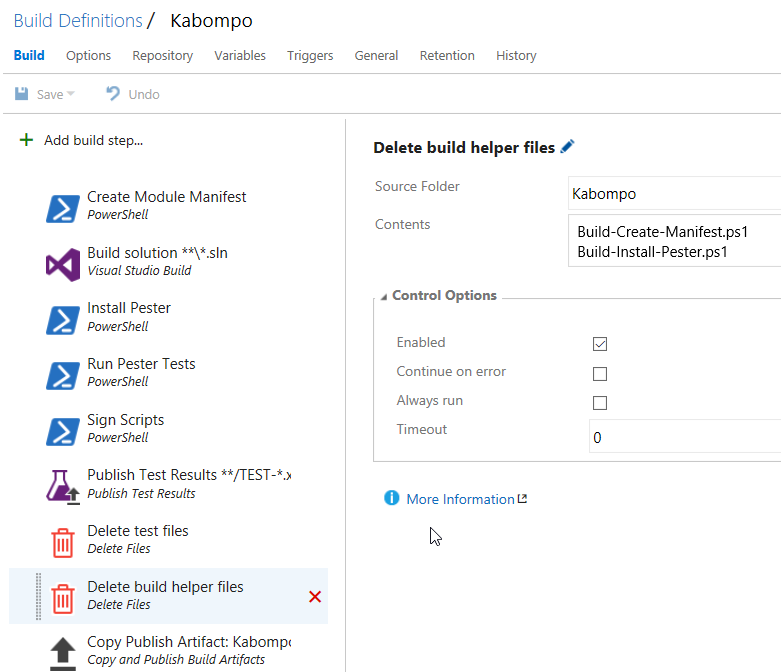 Build Definitions / Kabompo
Build Options Repository Variables Triggers General Retention History
Save Undo
Add build step...
Create Module Manifest
PowerShell
Build solution **\*.sln
Visual Studio Build
Install Pester
PowerShell
Run Pester Tests
PowerShell
Sign Scripts
PowerShell
Publish Test Results **/TEST-*.x
Publish Test Results
Delete test files
Delete Files
Delete build helper files
Delete Files
Copy Publish Artifact: Kabompo
Copy and Publish Build Artifacts
Delete build helper files
Source Folder Kabompo
Contents Build-Create-Manifest.ps1
Build-Install-Pester.ps1
Control Options
Enabled
Continue on error
Always run
Timeout 0
More Information